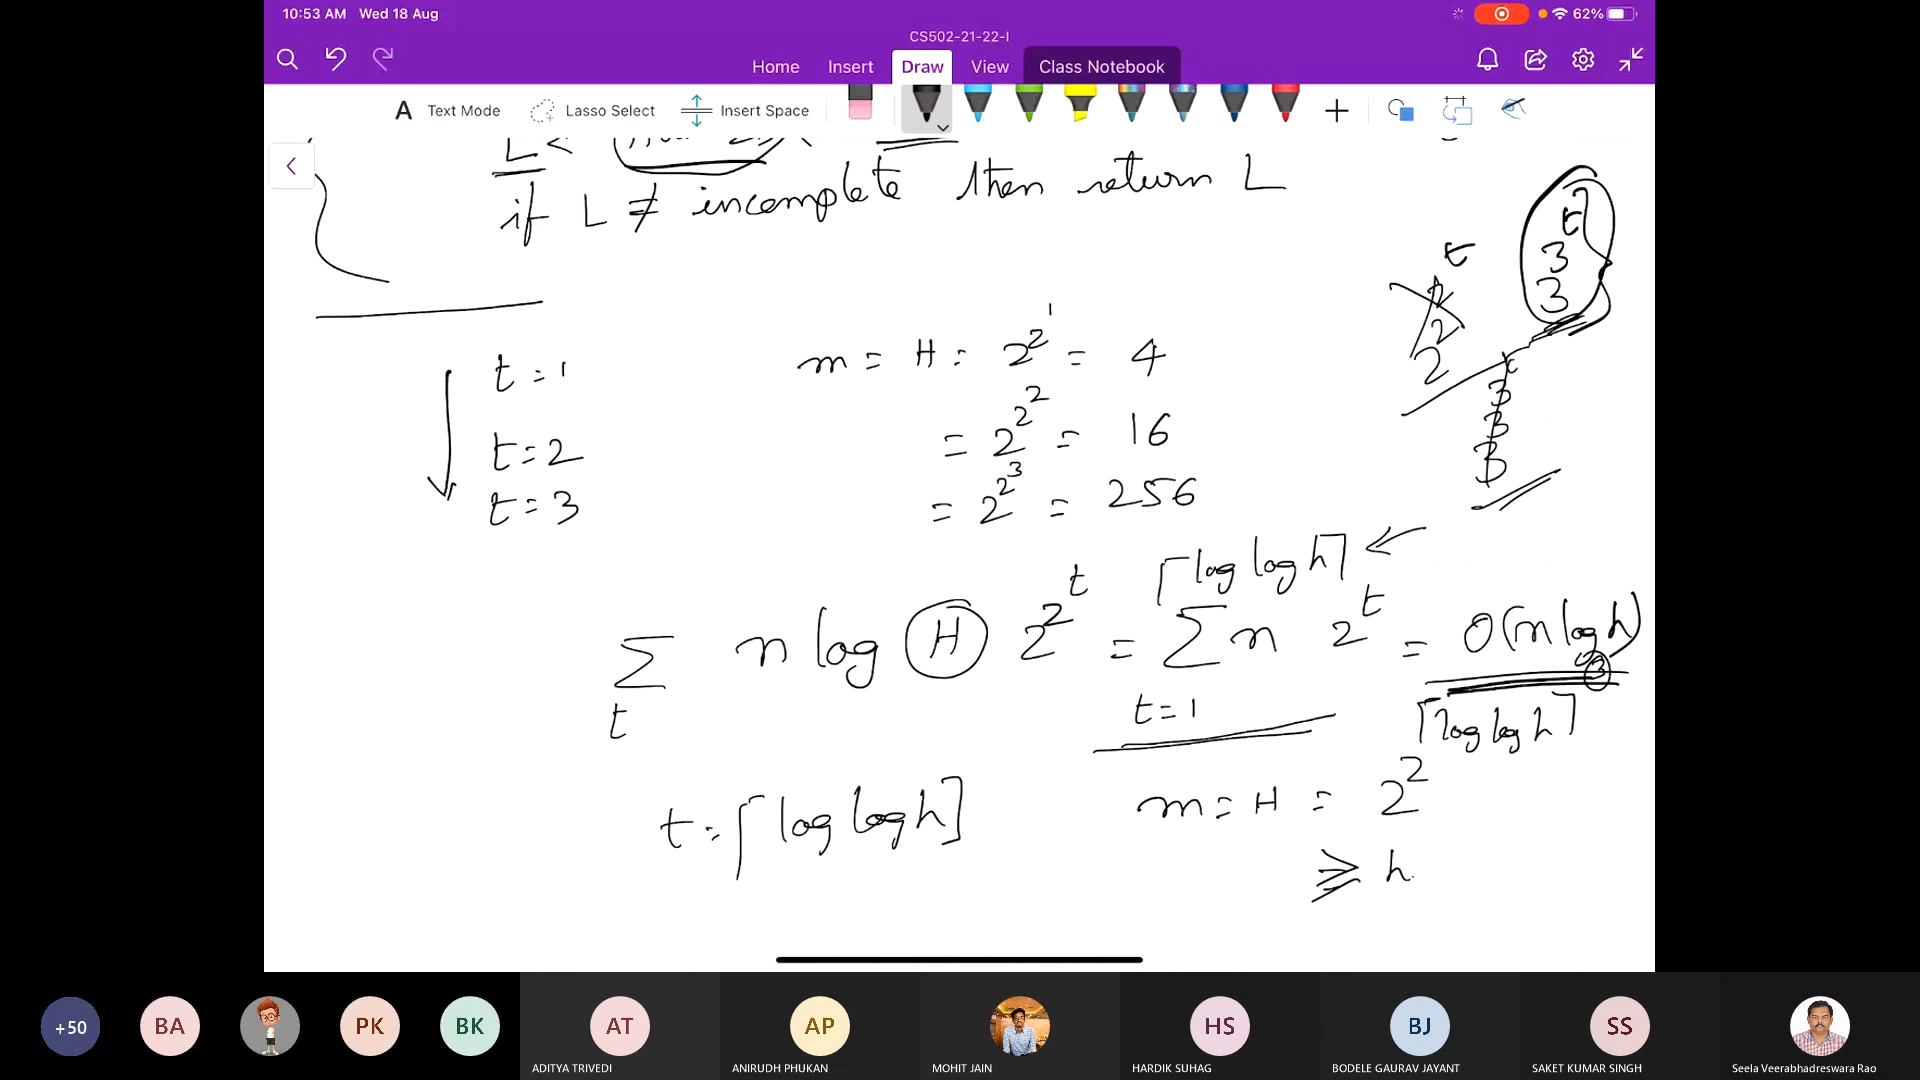 10:53 AM Wed 18 Aug
62%
CS502-21-22-I
Home Insert Draw View Class Notebook
A Text Mode Lasso Select Insert Space
L <
if L ≠ incomplete then return L
t = 1 m = H = 2^2^1 = 4
t = 2 = 2^2^2 = 16
t = 3 = 2^2^3 = 256
2^2^t
3^3^t
⌈log log h⌉
∑ n log H 2^2^t = ∑ n 2^t = O(n log h)
t t=1
⌈log log h⌉
t = ⌈log log h⌉ m = H = 2^2
≥ h
+50 BA PK BK AT AP HS BJ SS
ADITYA TRIVEDI ANIRUDH PHUKAN MOHIT JAIN HARDIK SUHAG BODELE GAURAV JAYANT SAKET KUMAR SINGH Seela Veerabhadreswara Rao